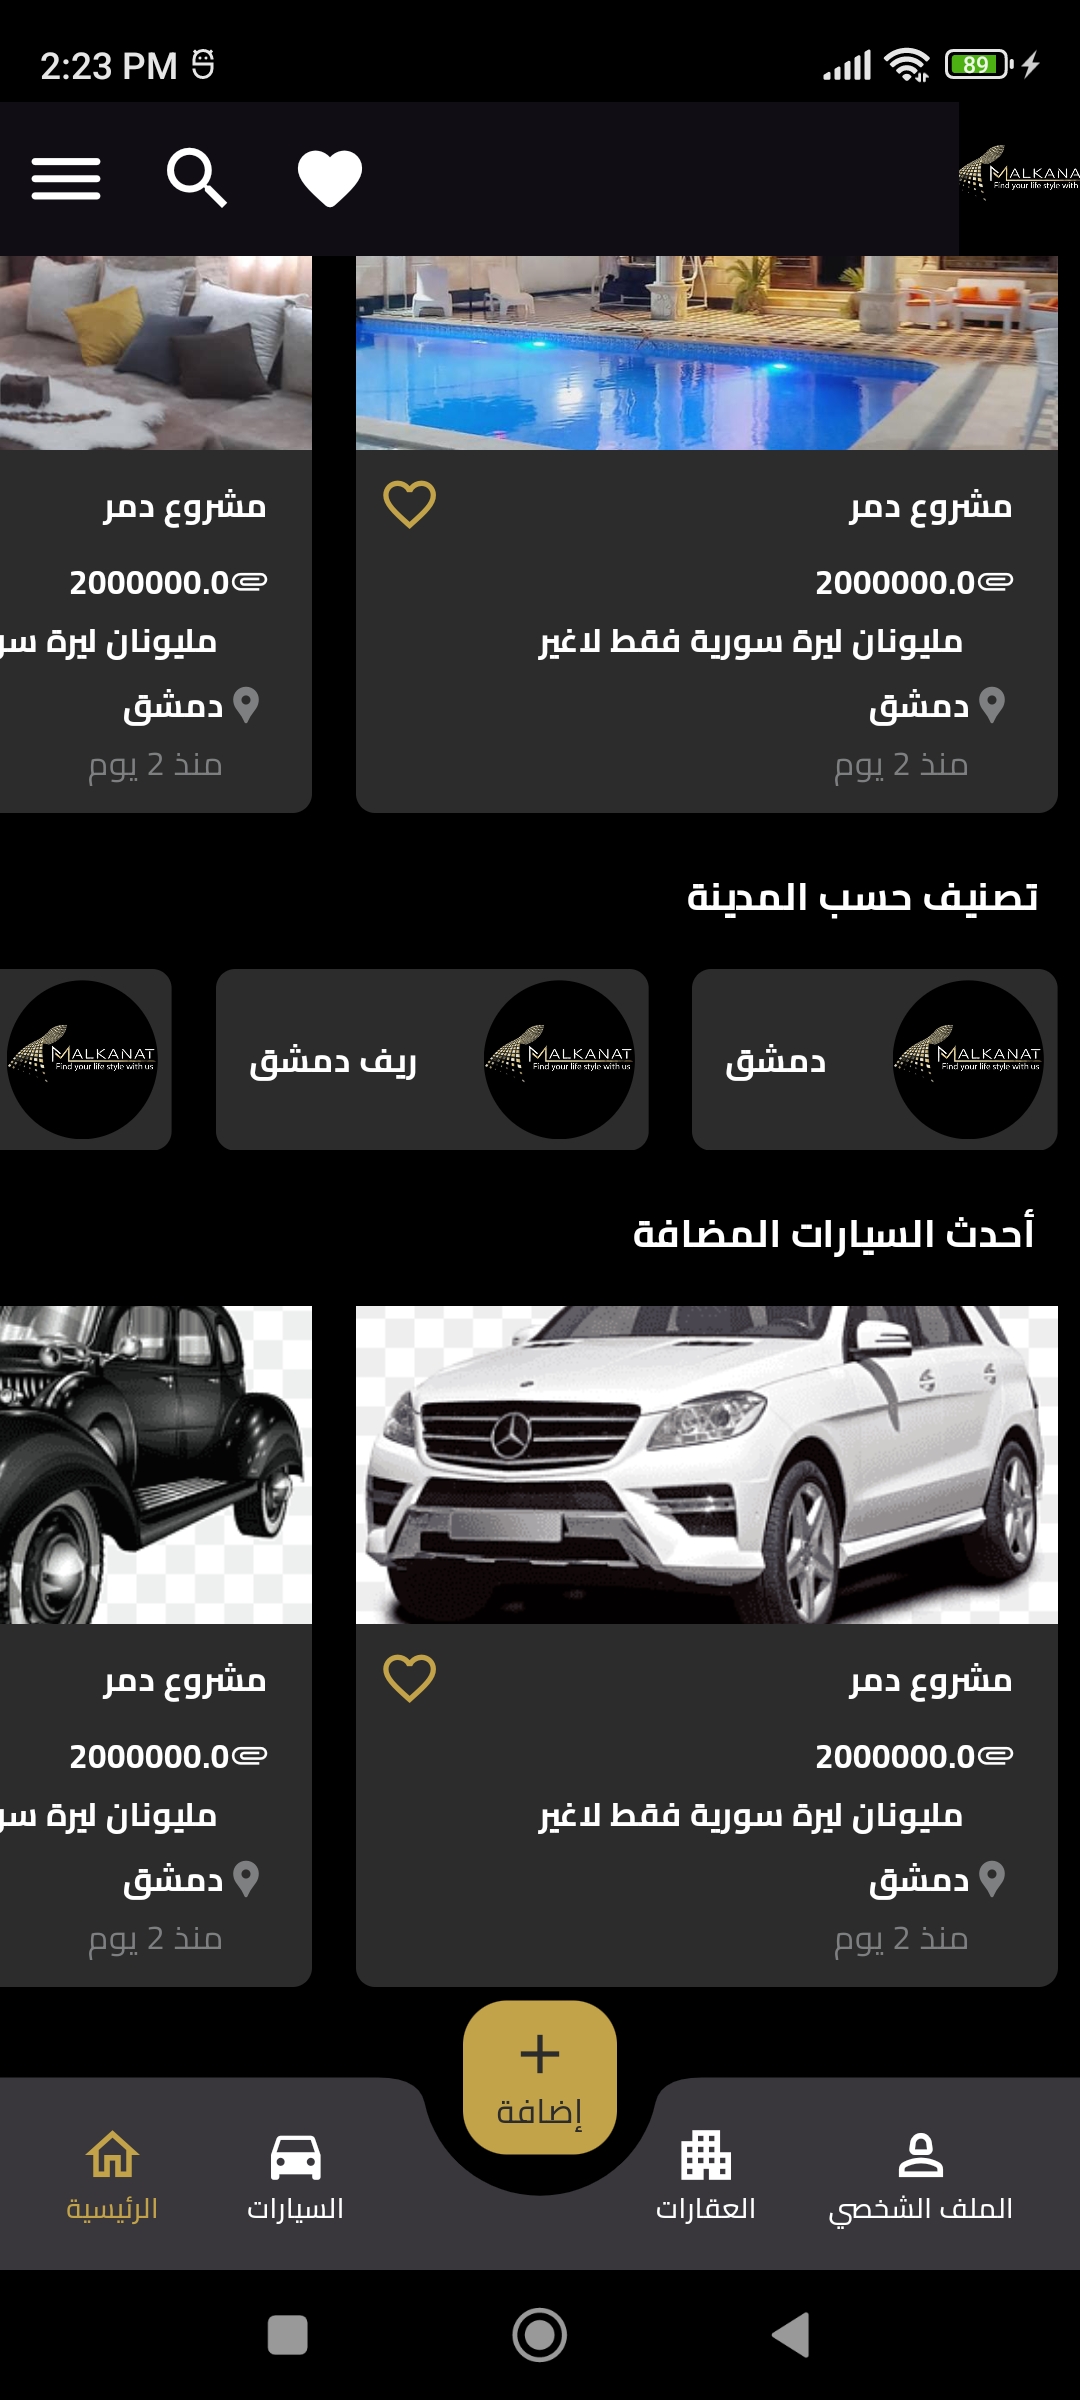 2:23 PM
89
MALKANA
Find your life style with
مشروع دمر
2000000.0
مليونان ليرة سورية فقط لاغير
دمشق
منذ 2 يوم
مشروع دمر
2000000.0
مليونان ليرة سو
دمشق
منذ 2 يوم
تصنيف حسب المدينة
MALKANAT
Find your life style with us
دمشق
MALKANAT
Find your life style with us
ريف دمشق
MALKANAT
Find your life style with us
أحدث السيارات المضافة
مشروع دمر
2000000.0
مليونان ليرة سورية فقط لاغير
دمشق
منذ 2 يوم
مشروع دمر
2000000.0
مليونان ليرة سو
دمشق
منذ 2 يوم
إضافة
الملف الشخصي
العقارات
السيارات
الرئيسية